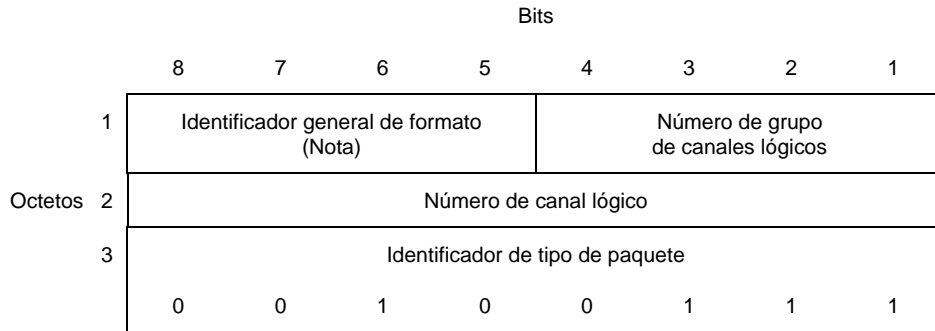 Bits
8 7 6 5 4 3 2 1
1 Identificador general de formato Número de grupo
(Nota) de canales lógicos
Octetos 2 Número de canal lógico
3 Identificador de tipo de paquete
0 0 1 0 0 1 1 1